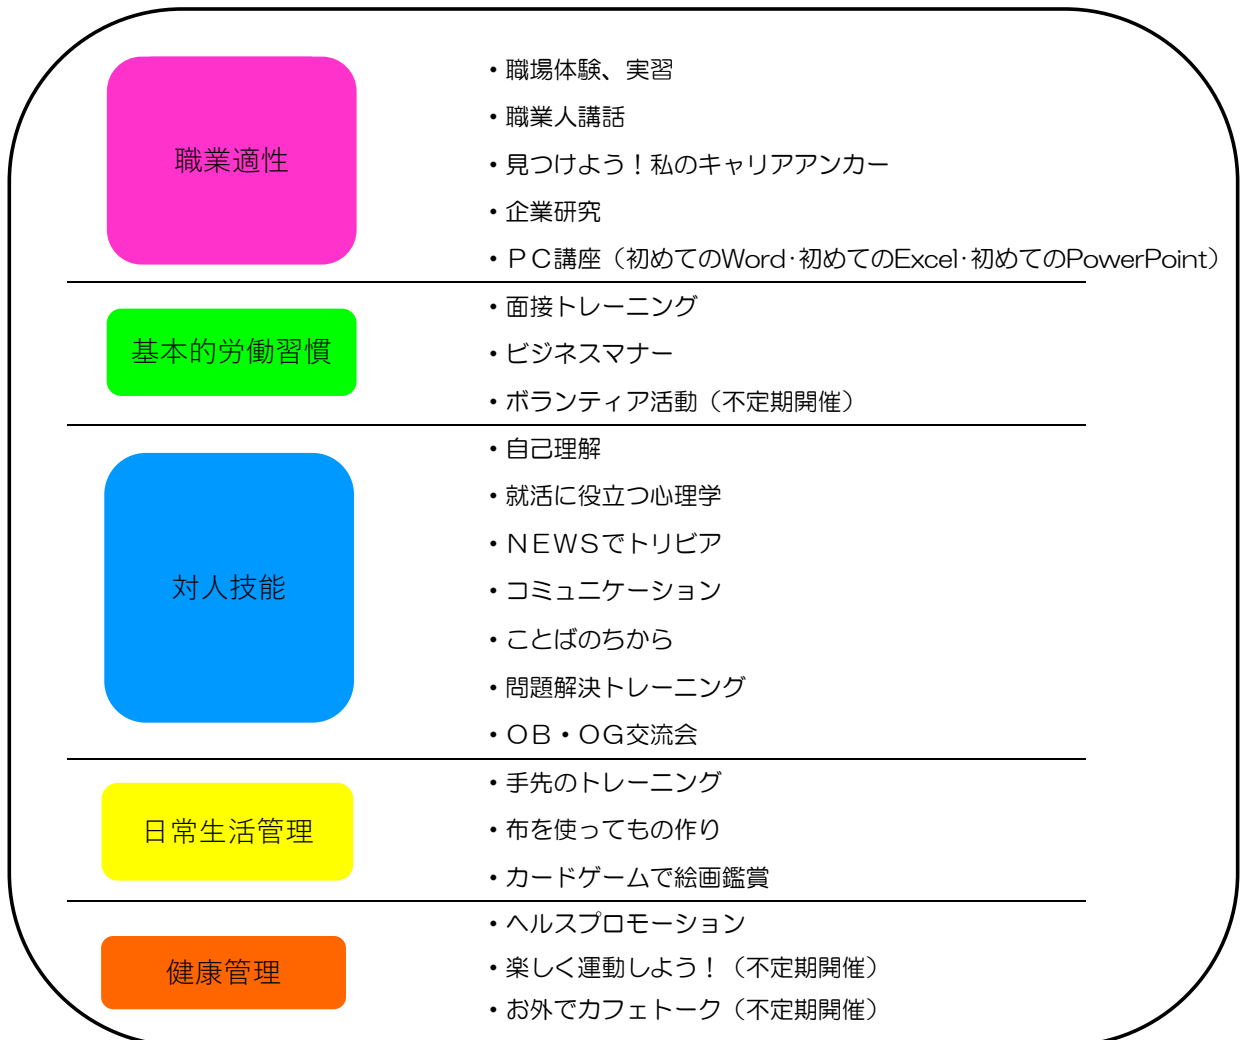 職業適性
・職場体験、実習
・職業人講話
・見つけよう！私のキャリアアンカー
・企業研究
・ＰＣ講座（初めてのWord･初めてのExcel･初めてのPowerPoint）
基本的労働習慣
・面接トレーニング
・ビジネスマナー
・ボランティア活動（不定期開催）
対人技能
・自己理解
・就活に役立つ心理学
・ＮＥＷＳでトリビア
・コミュニケーション
・ことばのちから
・問題解決トレーニング
・ＯＢ・ＯＧ交流会
日常生活管理
・手先のトレーニング
・布を使ってもの作り
・カードゲームで絵画鑑賞
健康管理
・ヘルスプロモーション
・楽しく運動しよう！（不定期開催）
・お外でカフェトーク（不定期開催）